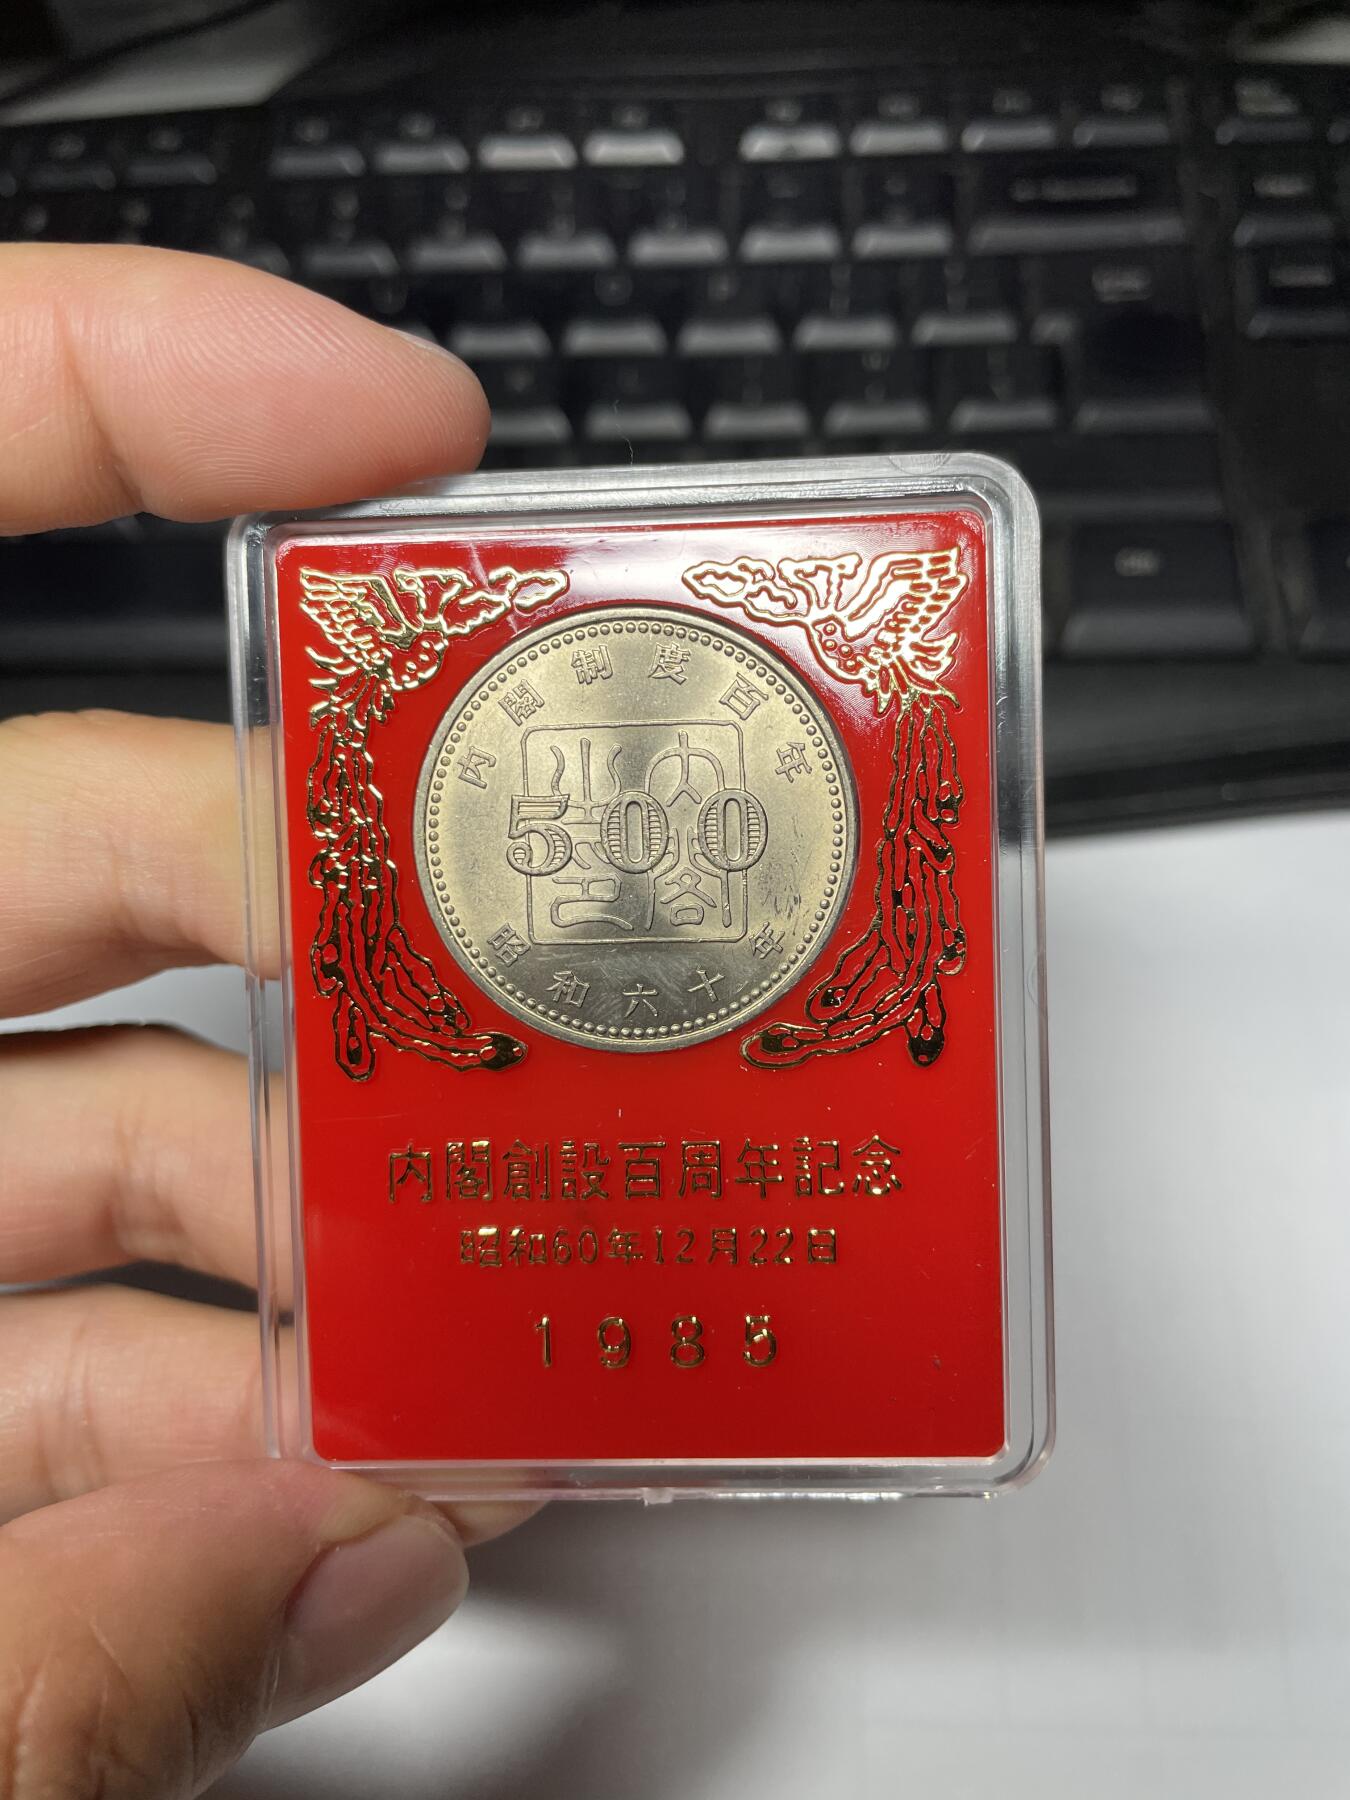 内閣制度百年
500
昭和六十年
内閣創設百周年記念
昭和60年12月22日
1985